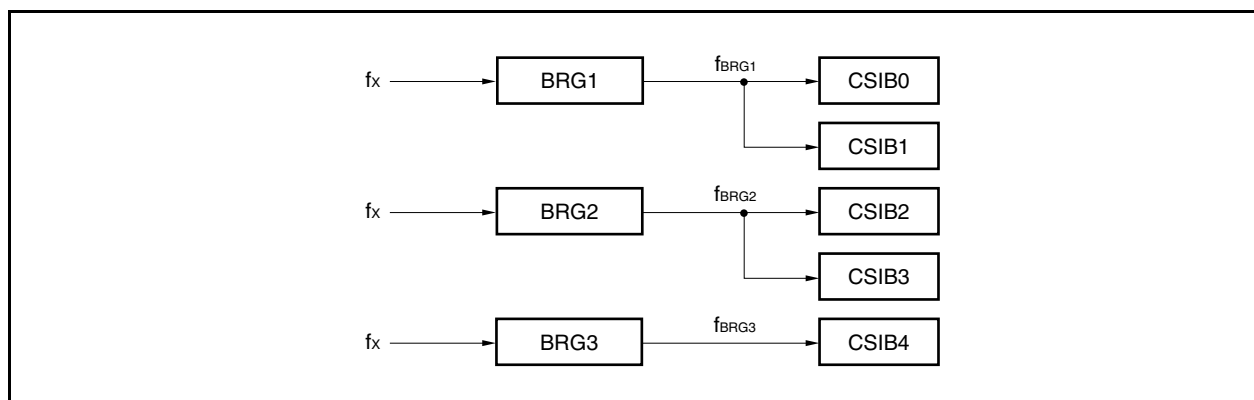 fX BRG1 fBRG1 CSIB0
CSIB1
fX BRG2 fBRG2 CSIB2
CSIB3
fX BRG3 fBRG3 CSIB4